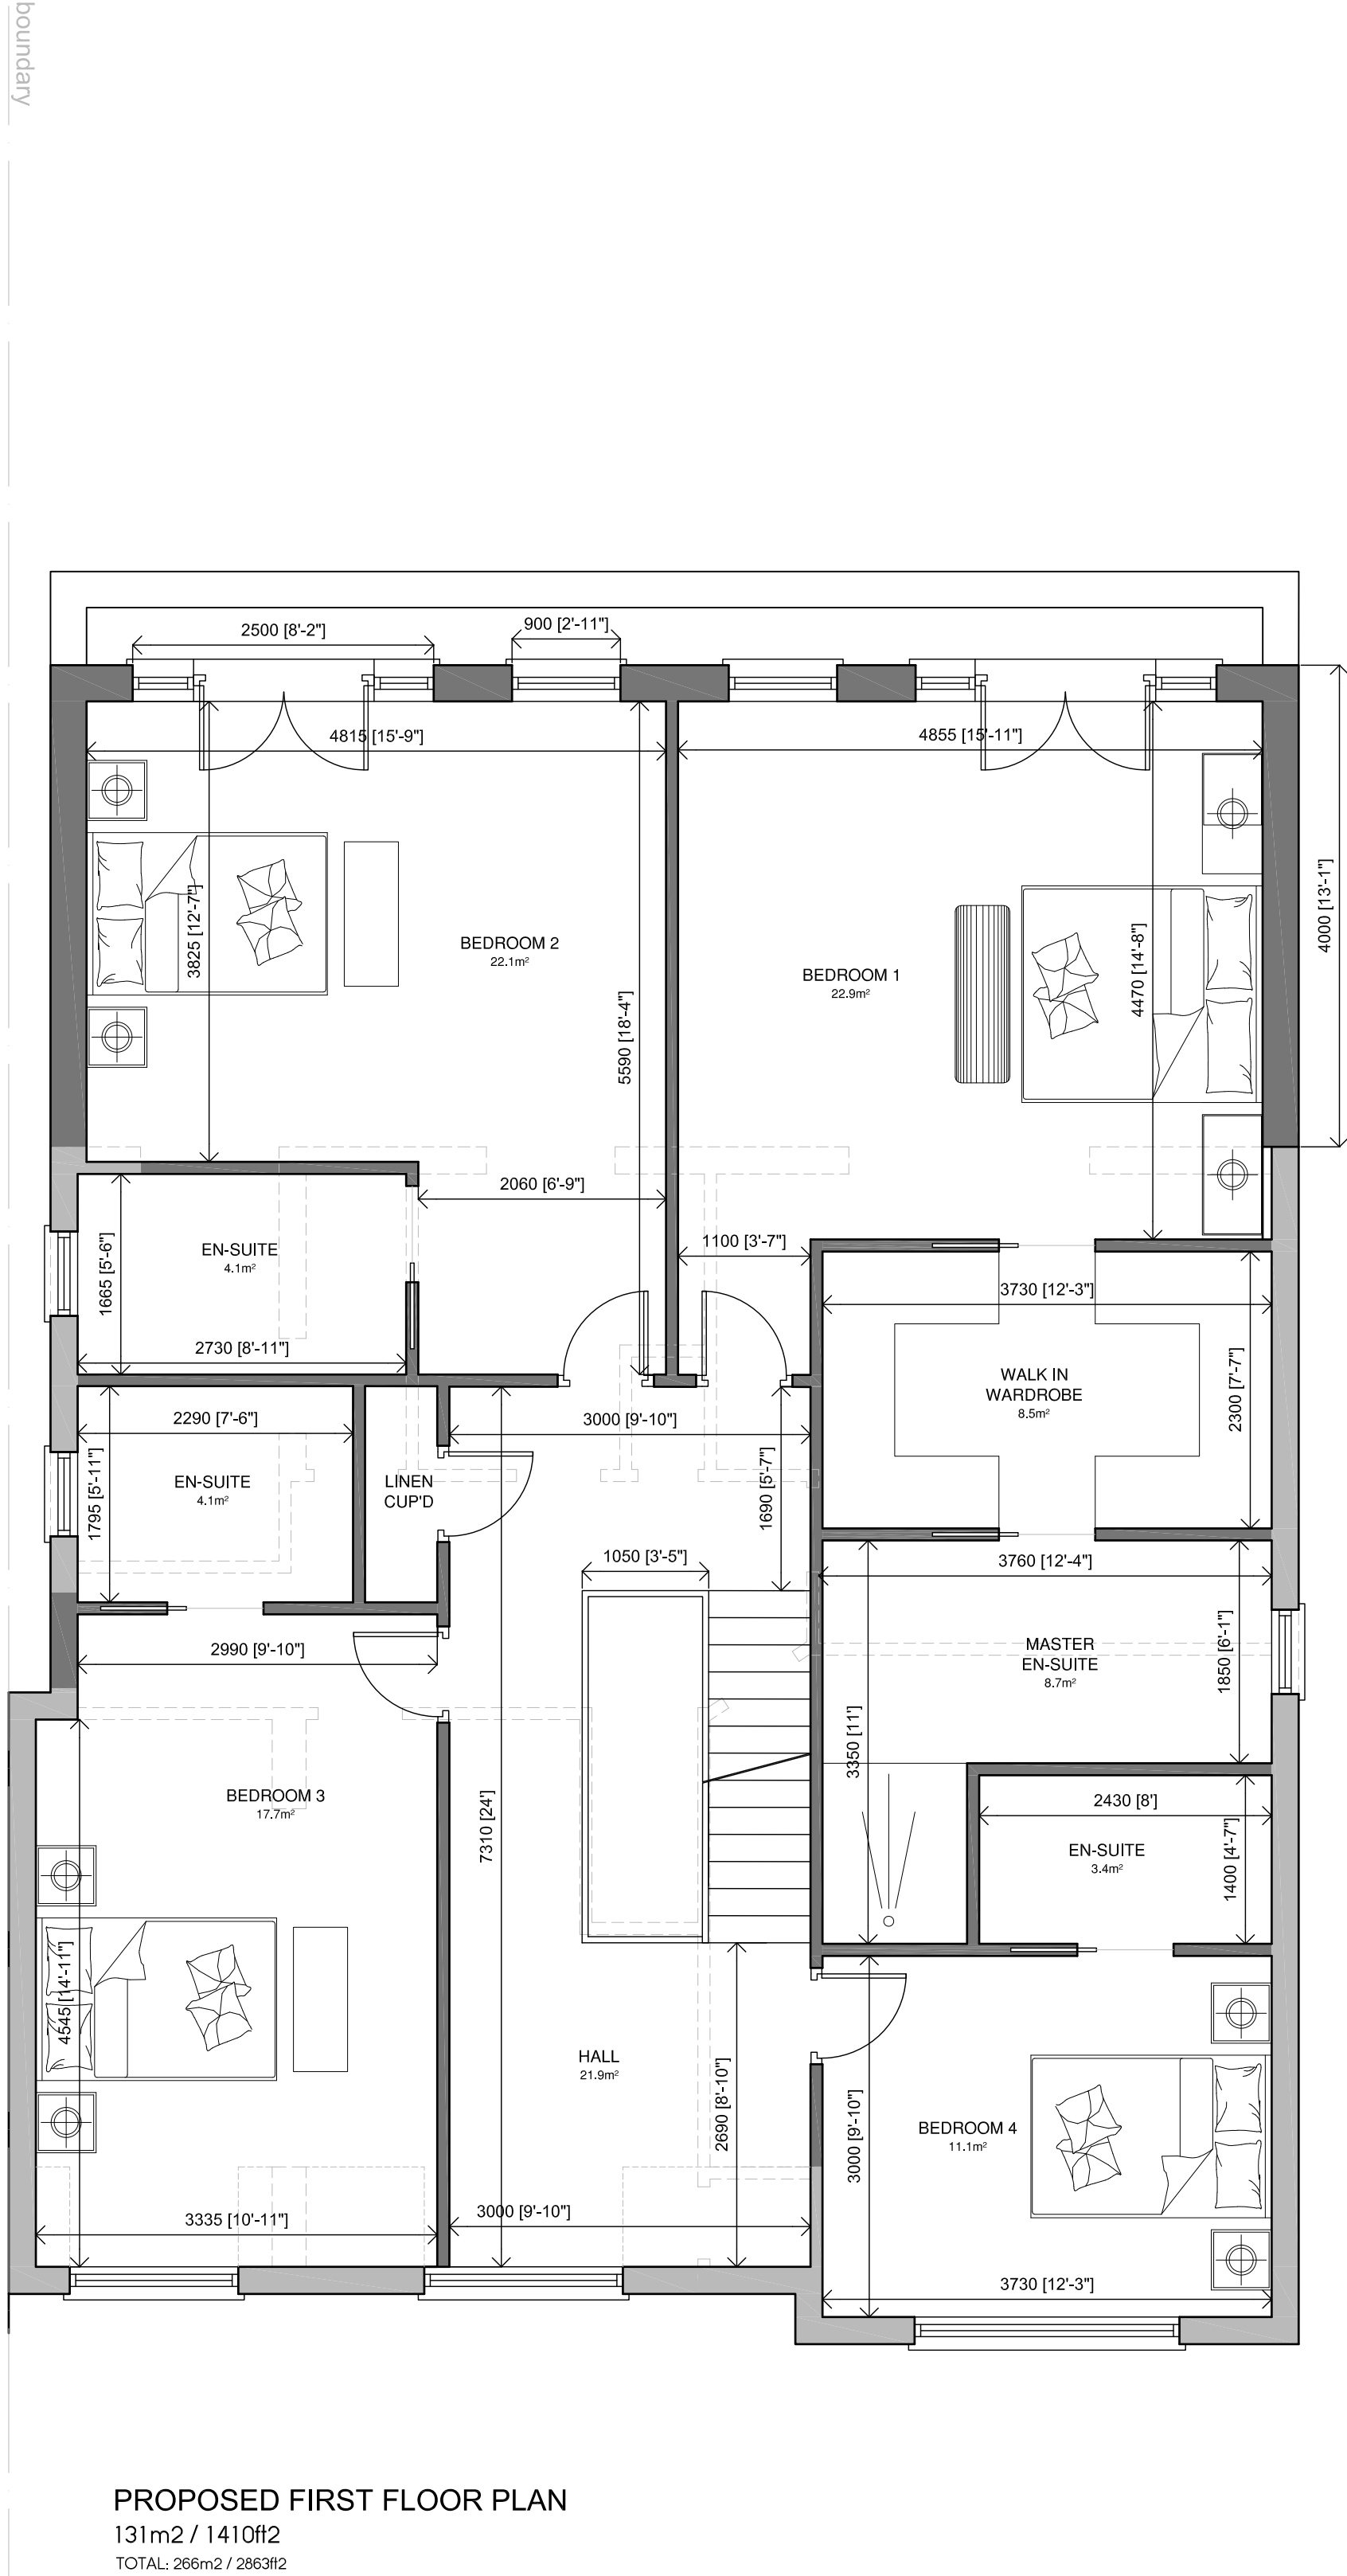 boundary
2500 [8'-2"]
900 [2'-11"]
4815 [15'-9"]
4855 [15'-11"]
3825 [12'-7"]
BEDROOM 2
22.1m²
5590 [18'-4"]
BEDROOM 1
22.9m²
4470 [14'-8"]
4000 [13'-1"]
2060 [6'-9"]
1100 [3'-7"]
EN-SUITE
4.1m²
1665 [5'-6"]
2730 [8'-11"]
3730 [12'-3"]
WALK IN
WARDROBE
8.5m²
2300 [7'-7"]
2290 [7'-6"]
3000 [9'-10"]
EN-SUITE
4.1m²
1795 [5'-11"]
LINEN
CUP'D
1690 [5'-7"]
1050 [3'-5"]
3760 [12'-4"]
MASTER
EN-SUITE
8.7m²
1850 [6'-1"]
2990 [9'-10"]
3350 [11']
BEDROOM 3
17.7m²
7310 [24']
2430 [8']
EN-SUITE
3.4m²
1400 [4'-7"]
4545 [14'-11"]
HALL
21.9m²
2690 [8'-10"]
3000 [9'-10"]
BEDROOM 4
11.1m²
3335 [10'-11"]
3000 [9'-10"]
3730 [12'-3"]
PROPOSED FIRST FLOOR PLAN
131m2 / 1410ft2
TOTAL: 266m2 / 2863ft2